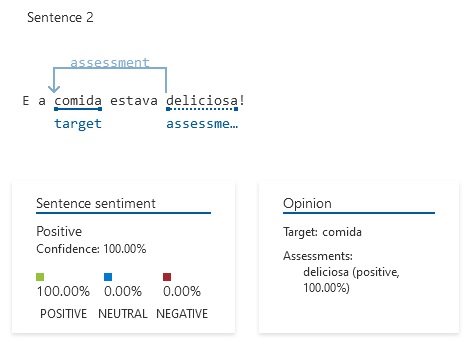 Sentence 2
assessment
E a comida estava deliciosa!
target assessme…
Sentence sentiment
Positive
Confidence: 100.00%
100.00% 0.00% 0.00%
POSITIVE NEUTRAL NEGATIVE
Opinion
Target: comida
Assessments:
deliciosa (positive,
100.00%)